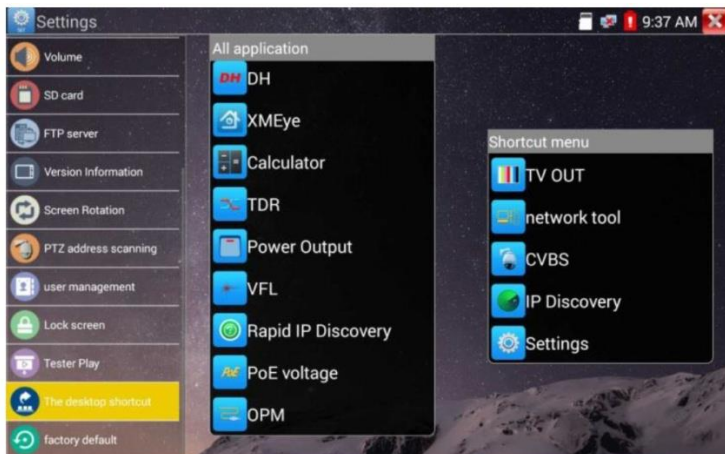 SET
Settings
9:37 AM
Volume
SD card
FTP server
Version Information
Screen Rotation
PTZ address scanning
user management
Lock screen
Tester Play
The desktop shortcut
factory default
All application
DH DH
XMEye
Calculator
TDR
Power Output
VFL
Rapid IP Discovery
PoE PoE voltage
OPM
Shortcut menu
TV OUT
network tool
CVBS
IP Discovery
Settings